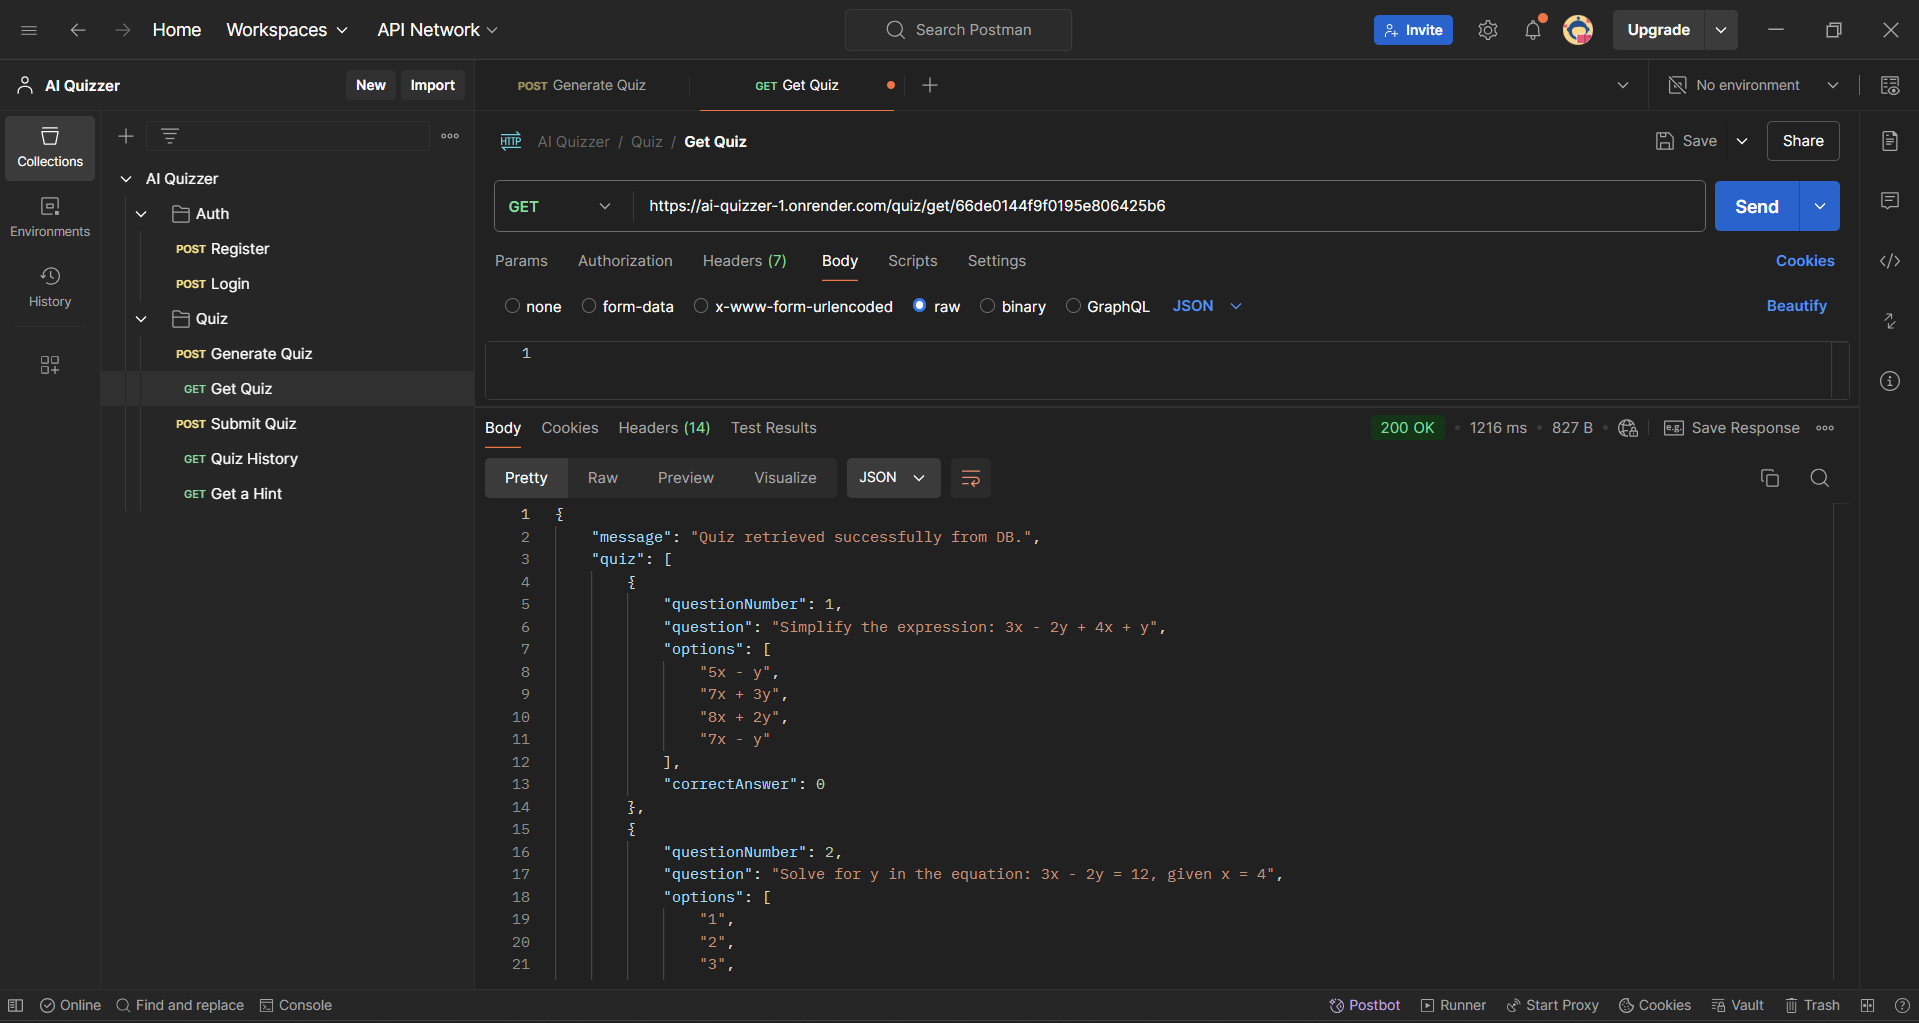 Home Workspaces API Network Search Postman Invite Upgrade
AI Quizzer New Import POST Generate Quiz GET Get Quiz No environment
Collections
Environments
History
AI Quizzer
Auth
POST Register
POST Login
Quiz
POST Generate Quiz
GET Get Quiz
POST Submit Quiz
GET Quiz History
GET Get a Hint
HTTP AI Quizzer / Quiz / Get Quiz Save Share
GET https://ai-quizzer-1.onrender.com/quiz/get/66de0144f9f0195e806425b6 Send
Params Authorization Headers (7) Body Scripts Settings Cookies
none form-data x-www-form-urlencoded raw binary GraphQL JSON Beautify
1
Body Cookies Headers (14) Test Results 200 OK • 1216 ms • 827 B • e.g. Save Response
Pretty Raw Preview Visualize JSON
1 {
2 "message": "Quiz retrieved successfully from DB.",
3 "quiz": [
4 {
5 "questionNumber": 1,
6 "question": "Simplify the expression: 3x - 2y + 4x + y",
7 "options": [
8 "5x - y",
9 "7x + 3y",
10 "8x + 2y",
11 "7x - y"
12 ],
13 "correctAnswer": 0
14 },
15 {
16 "questionNumber": 2,
17 "question": "Solve for y in the equation: 3x - 2y = 12, given x = 4",
18 "options": [
19 "1",
20 "2",
21 "3",
Online Find and replace Console Postbot Runner Start Proxy Cookies Vault Trash